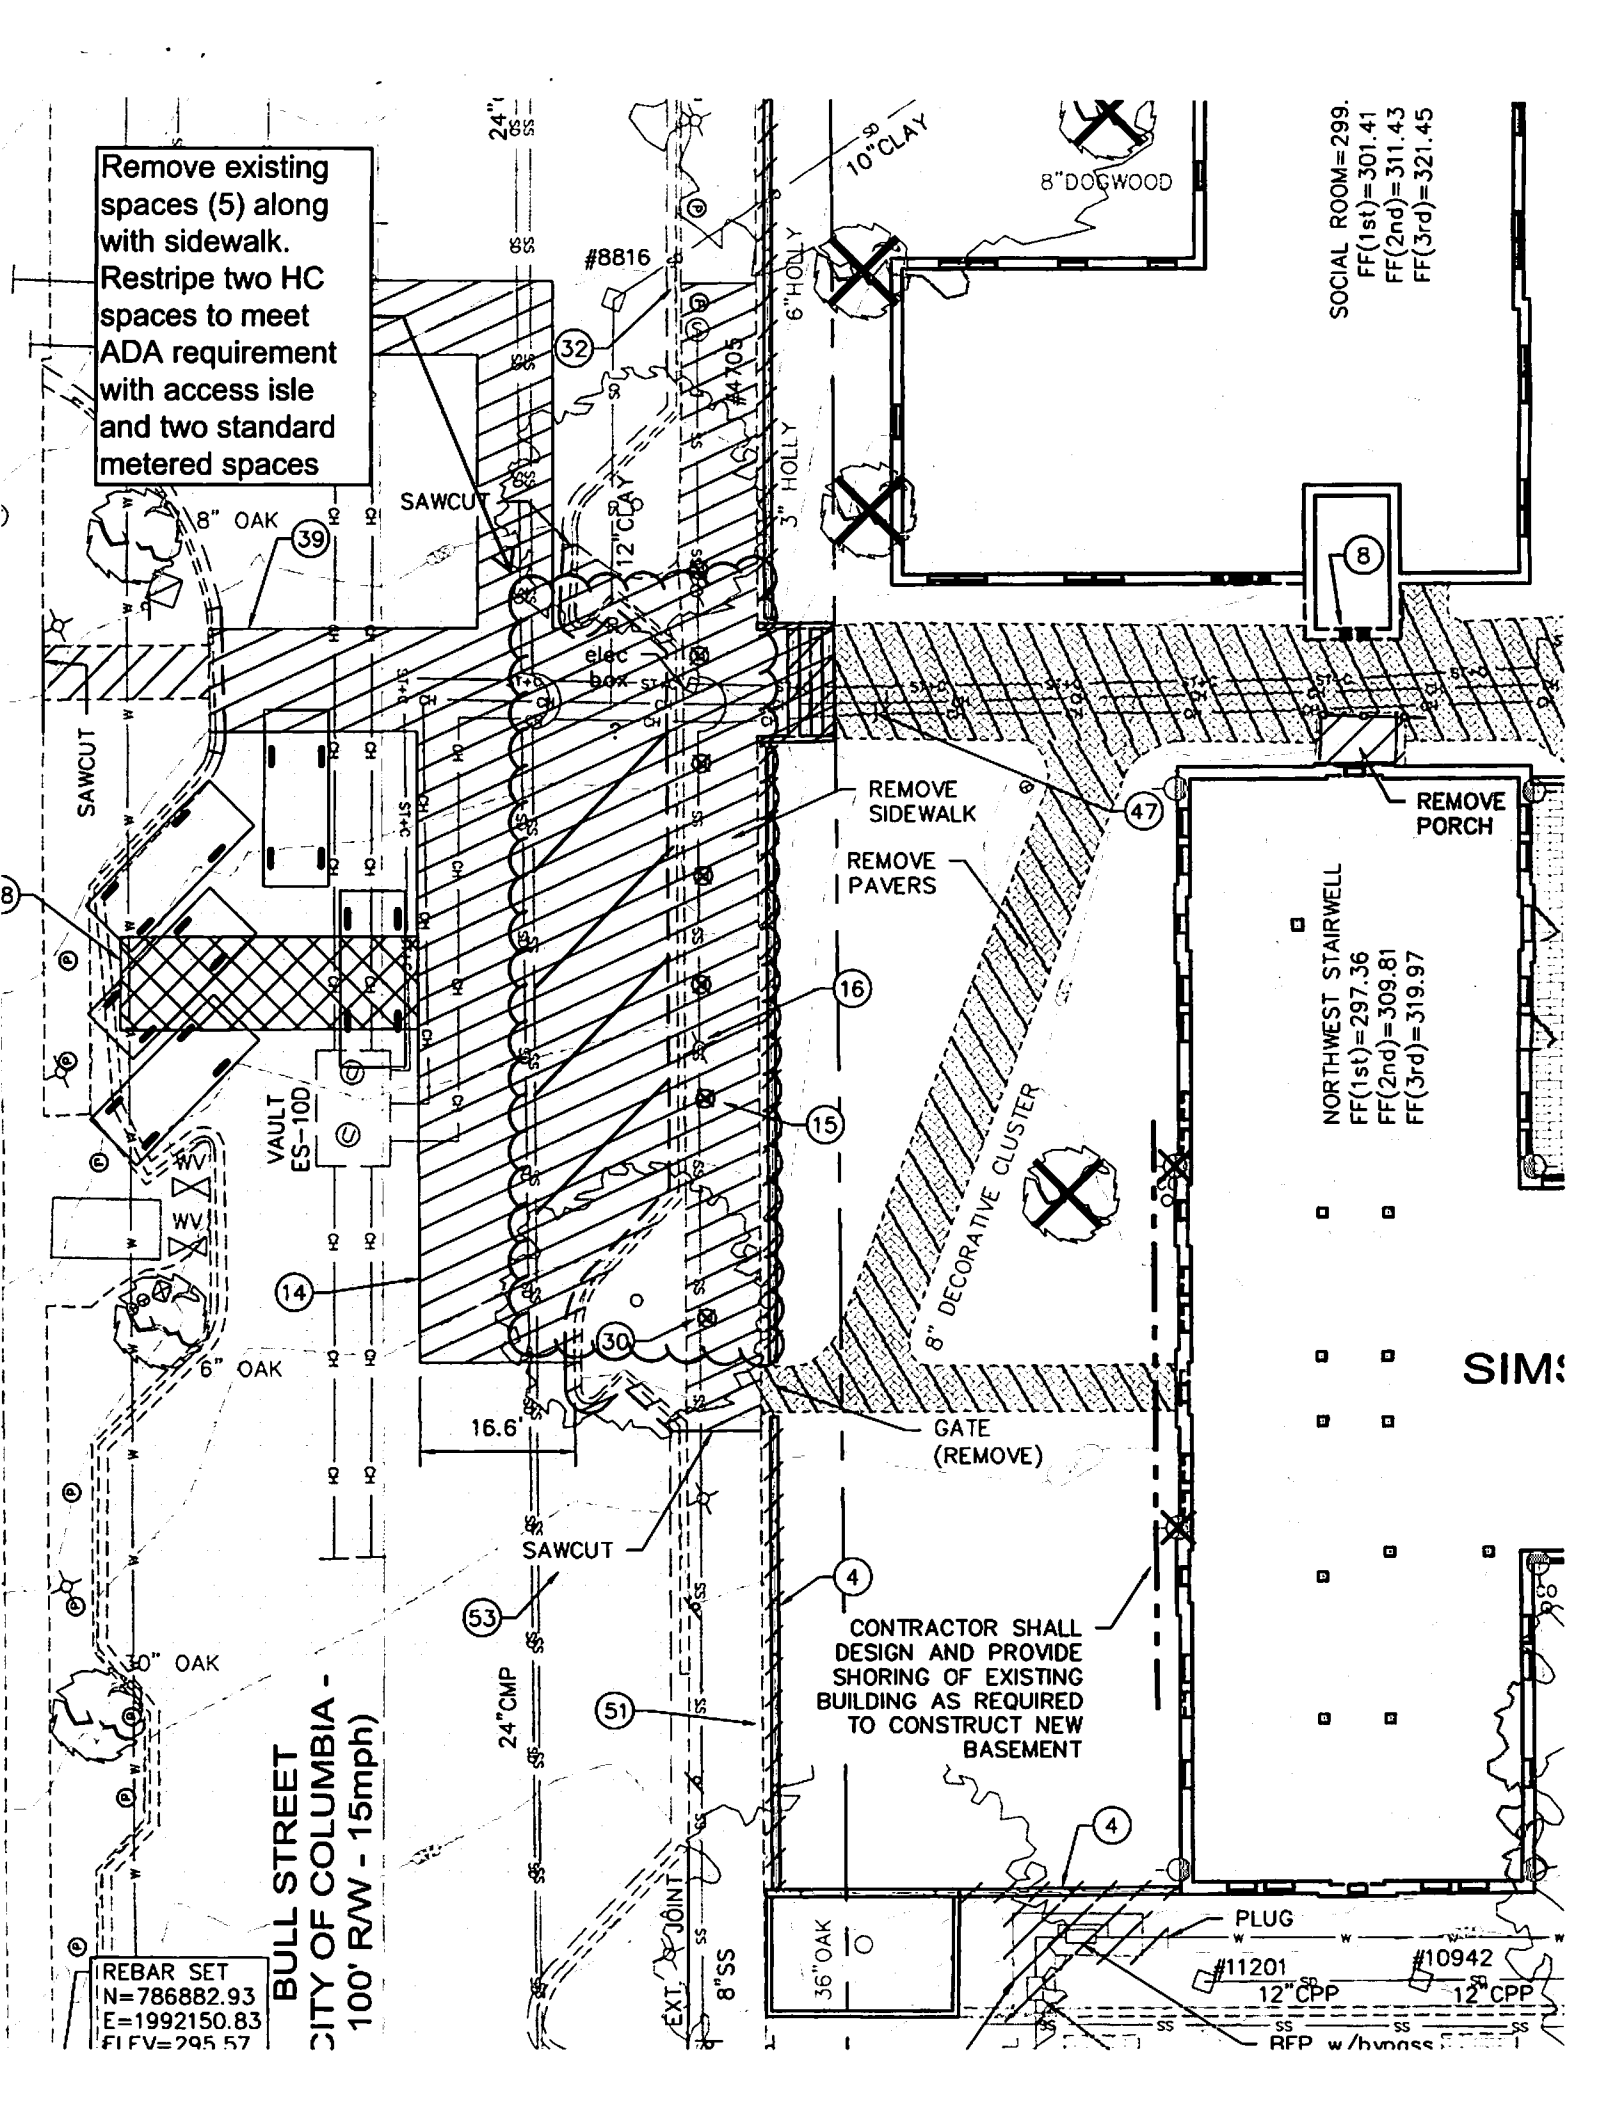 Remove existing
spaces (5) along
with sidewalk.
Restripe two HC
spaces to meet
ADA requirement
with access isle
and two standard
metered spaces
24"
10"CLAY
8"DOGWOOD
SOCIAL ROOM=299.
FF(1st)=301.41
FF(2nd)=311.43
FF(3rd)=321.45
#8816
6"HOLLY
32
#4705
3" HOLLY
12"CLAY
SAWCUT
8" OAK
39
8
elec
box
SAWCUT
REMOVE
SIDEWALK
47
REMOVE
PORCH
REMOVE
PAVERS
8
16
NORTHWEST STAIRWELL
FF(1st)=297.36
FF(2nd)=309.81
FF(3rd)=319.97
VAULT
ES-10D
15
WV
WV
8" DECORATIVE CLUSTER
14
30
6" OAK
SIMS
16.6'
GATE
(REMOVE)
SAWCUT
4
53
CONTRACTOR SHALL
DESIGN AND PROVIDE
SHORING OF EXISTING
BUILDING AS REQUIRED
TO CONSTRUCT NEW
BASEMENT
OAK
24"CMP
51
BULL STREET
CITY OF COLUMBIA -
100' R/W - 15mph)
4
EXT. JOINT
8"SS
36"OAK
PLUG
#11201
12"CPP
#10942
12"CPP
REBAR SET
N=786882.93
E=1992150.83
ELEV=295.57
RFP w/bypass